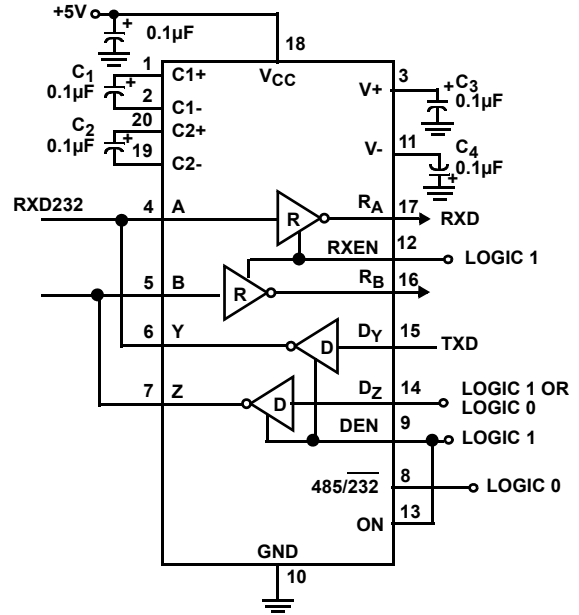 +5V
0.1µF
18
VCC
1
C1+
C1
0.1µF
2
C1-
20
C2+
C2
0.1µF
19
C2-
3
V+
C3
0.1µF
11
V-
C4
0.1µF
RXD232
4
A
R
RA
17
RXD
RXEN
12
LOGIC 1
5
B
R
RB
16
6
Y
D
DY
15
TXD
7
Z
D
DZ
14
LOGIC 1 OR
LOGIC 0
DEN
9
LOGIC 1
485/232
8
LOGIC 0
13
ON
GND
10